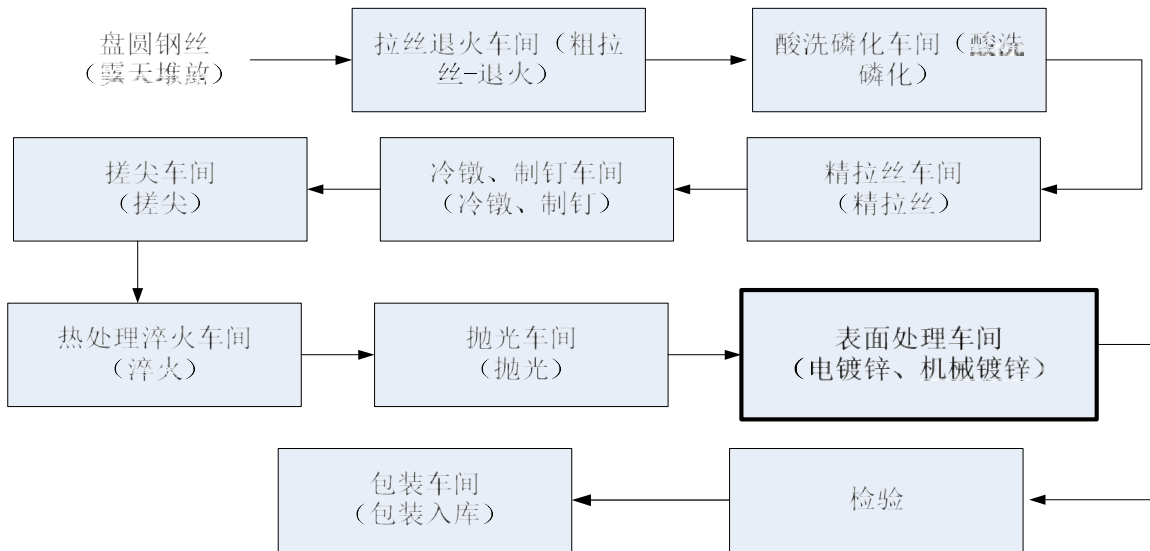 盘圆钢丝
（露天堆放）
拉丝退火车间（粗拉
丝-退火）
酸洗磷化车间（酸洗
磷化）
搓尖车间
（搓尖）
冷镦、制钉车间
（冷镦、制钉）
精拉丝车间
（精拉丝）
热处理淬火车间
（淬火）
抛光车间
（抛光）
表面处理车间
（电镀锌、机械镀锌）
包装车间
（包装入库）
检验